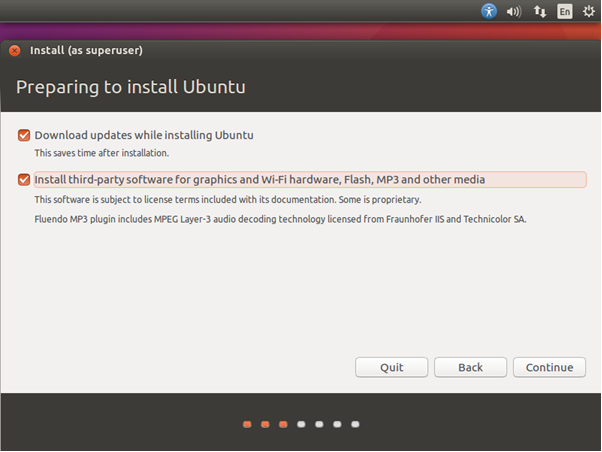 En
Install (as superuser)
Preparing to install Ubuntu
Download updates while installing Ubuntu
This saves time after installation.
Install third-party software for graphics and Wi-Fi hardware, Flash, MP3 and other media
This software is subject to license terms included with its documentation. Some is proprietary.
Fluendo MP3 plugin includes MPEG Layer-3 audio decoding technology licensed from Fraunhofer IIS and Technicolor SA.
Quit Back Continue